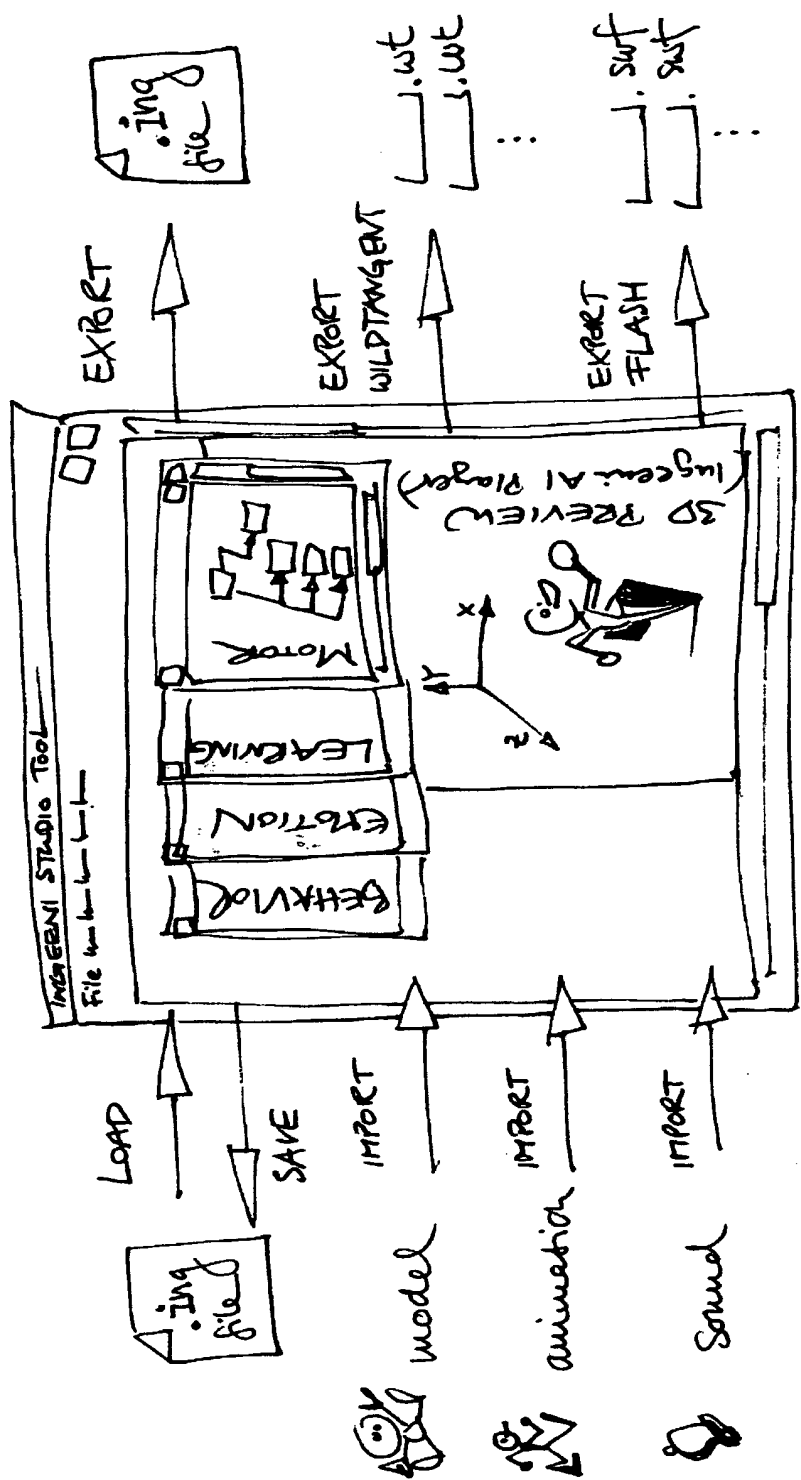 INGEENI STUDIO TOOL
File
LOAD
.Ing
file
SAVE
EXPORT
.Ing
file
BEHAVIOR
EMOTION
LEARNING
MOTOR
model
IMPORT
Y
X
Z
3D PREVIEW
(Ingeeni AI Player)
EXPORT
WILDTANGENT
.wt
.wt
...
animation
IMPORT
sound
IMPORT
EXPORT
FLASH
.swf
.swf
...